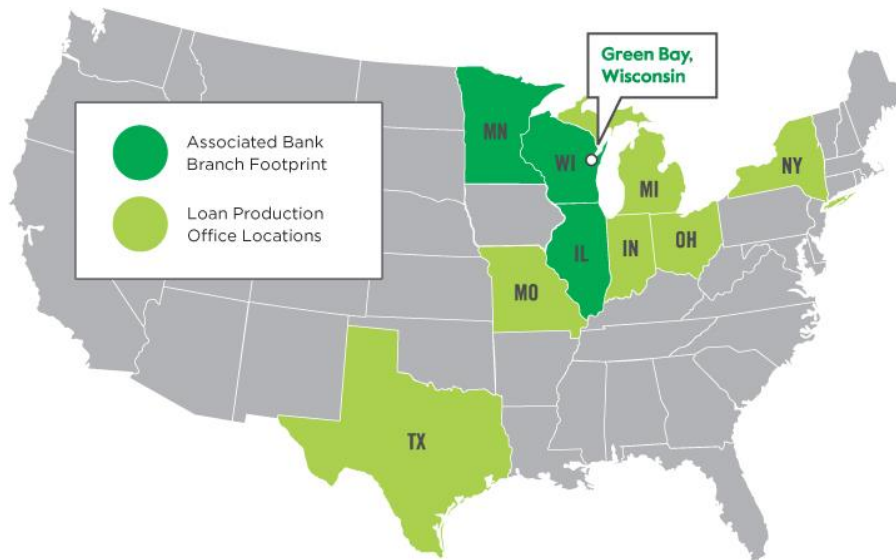 Green Bay,
Wisconsin
Associated Bank
Branch Footprint
Loan Production
Office Locations
MN
WI
MI
NY
IL
IN
OH
MO
TX